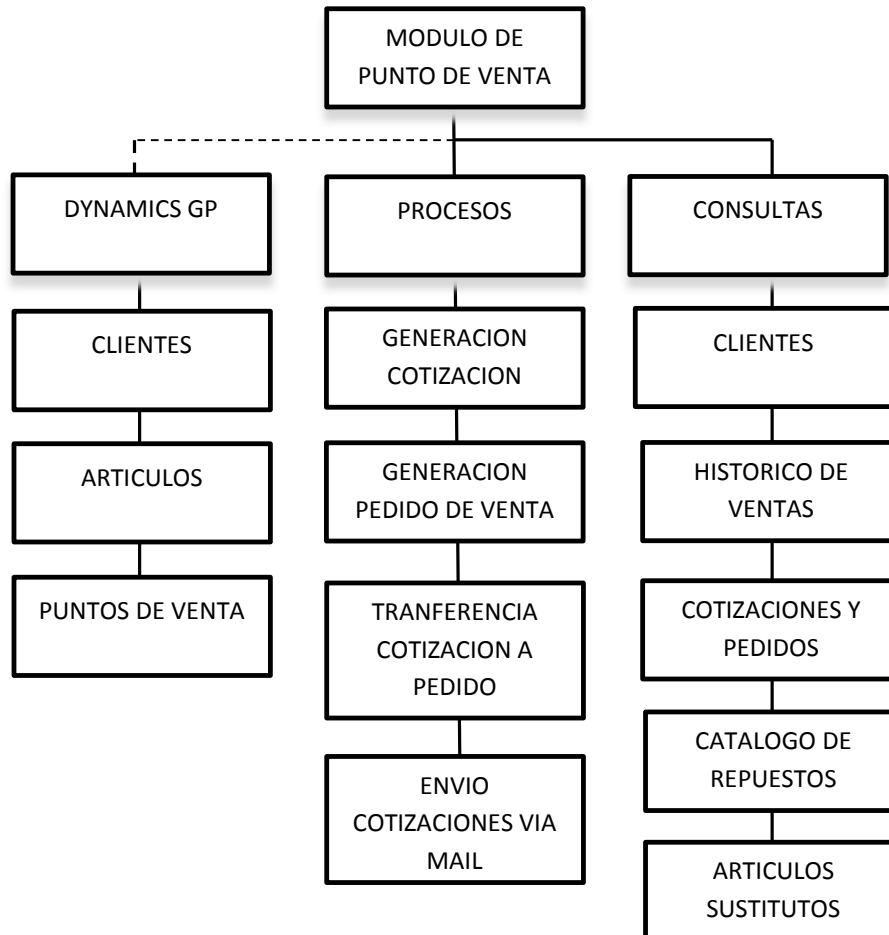 MODULO DE
PUNTO DE VENTA
DYNAMICS GP
PROCESOS
CONSULTAS
CLIENTES
ARTICULOS
PUNTOS DE VENTA
GENERACION
COTIZACION
GENERACION
PEDIDO DE VENTA
TRANFERENCIA
COTIZACION A
PEDIDO
ENVIO
COTIZACIONES VIA
MAIL
CLIENTES
HISTORICO DE
VENTAS
COTIZACIONES Y
PEDIDOS
CATALOGO DE
REPUESTOS
ARTICULOS
SUSTITUTOS